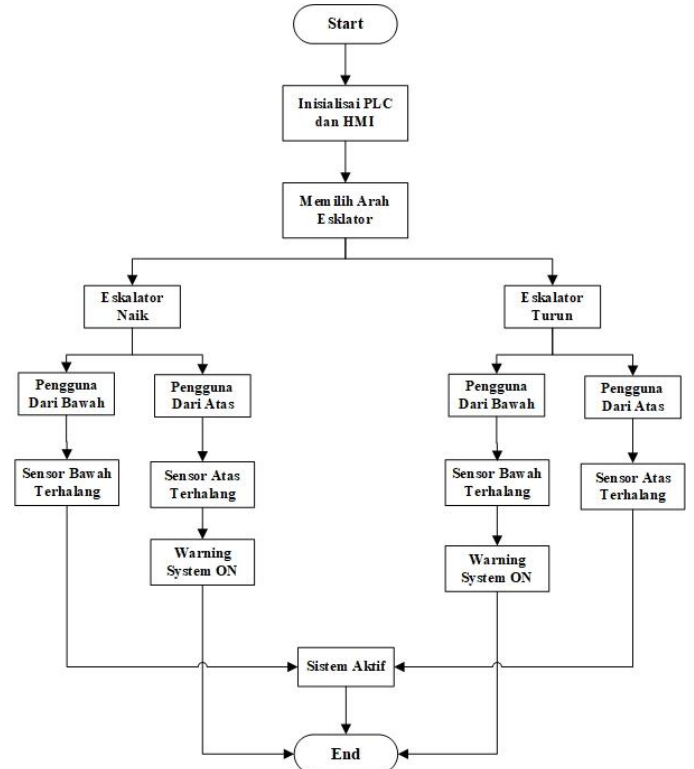 Start
Inisialisai PLC
dan HMI
Memilih Arah
Esklator
Eskalator
Naik
Eskalator
Turun
Pengguna
Dari Bawah
Pengguna
Dari Atas
Pengguna
Dari Bawah
Pengguna
Dari Atas
Sensor Bawah
Terhalang
Sensor Atas
Terhalang
Sensor Bawah
Terhalang
Sensor Atas
Terhalang
Warning
System ON
Warning
System ON
Sistem Aktif
End